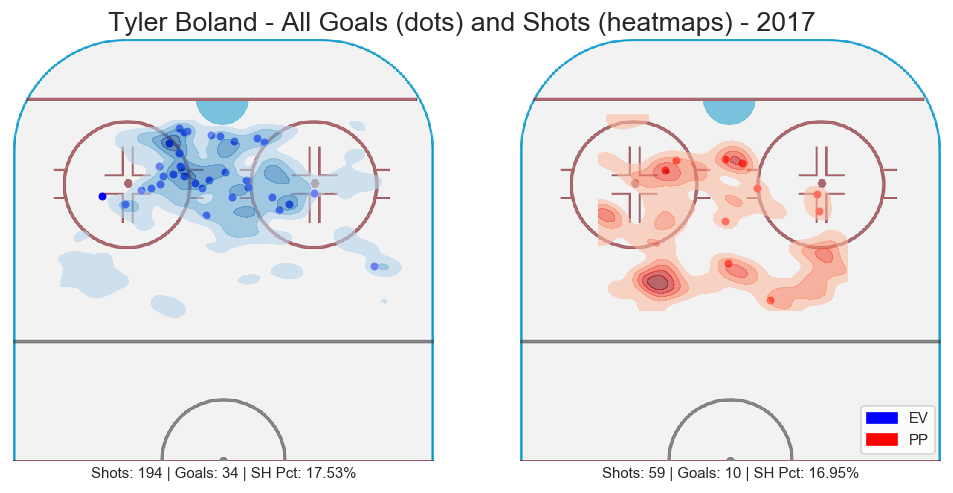 Tyler Boland - All Goals (dots) and Shots (heatmaps) - 2017
EV
PP
Shots: 194 | Goals: 34 | SH Pct: 17.53%
Shots: 59 | Goals: 10 | SH Pct: 16.95%